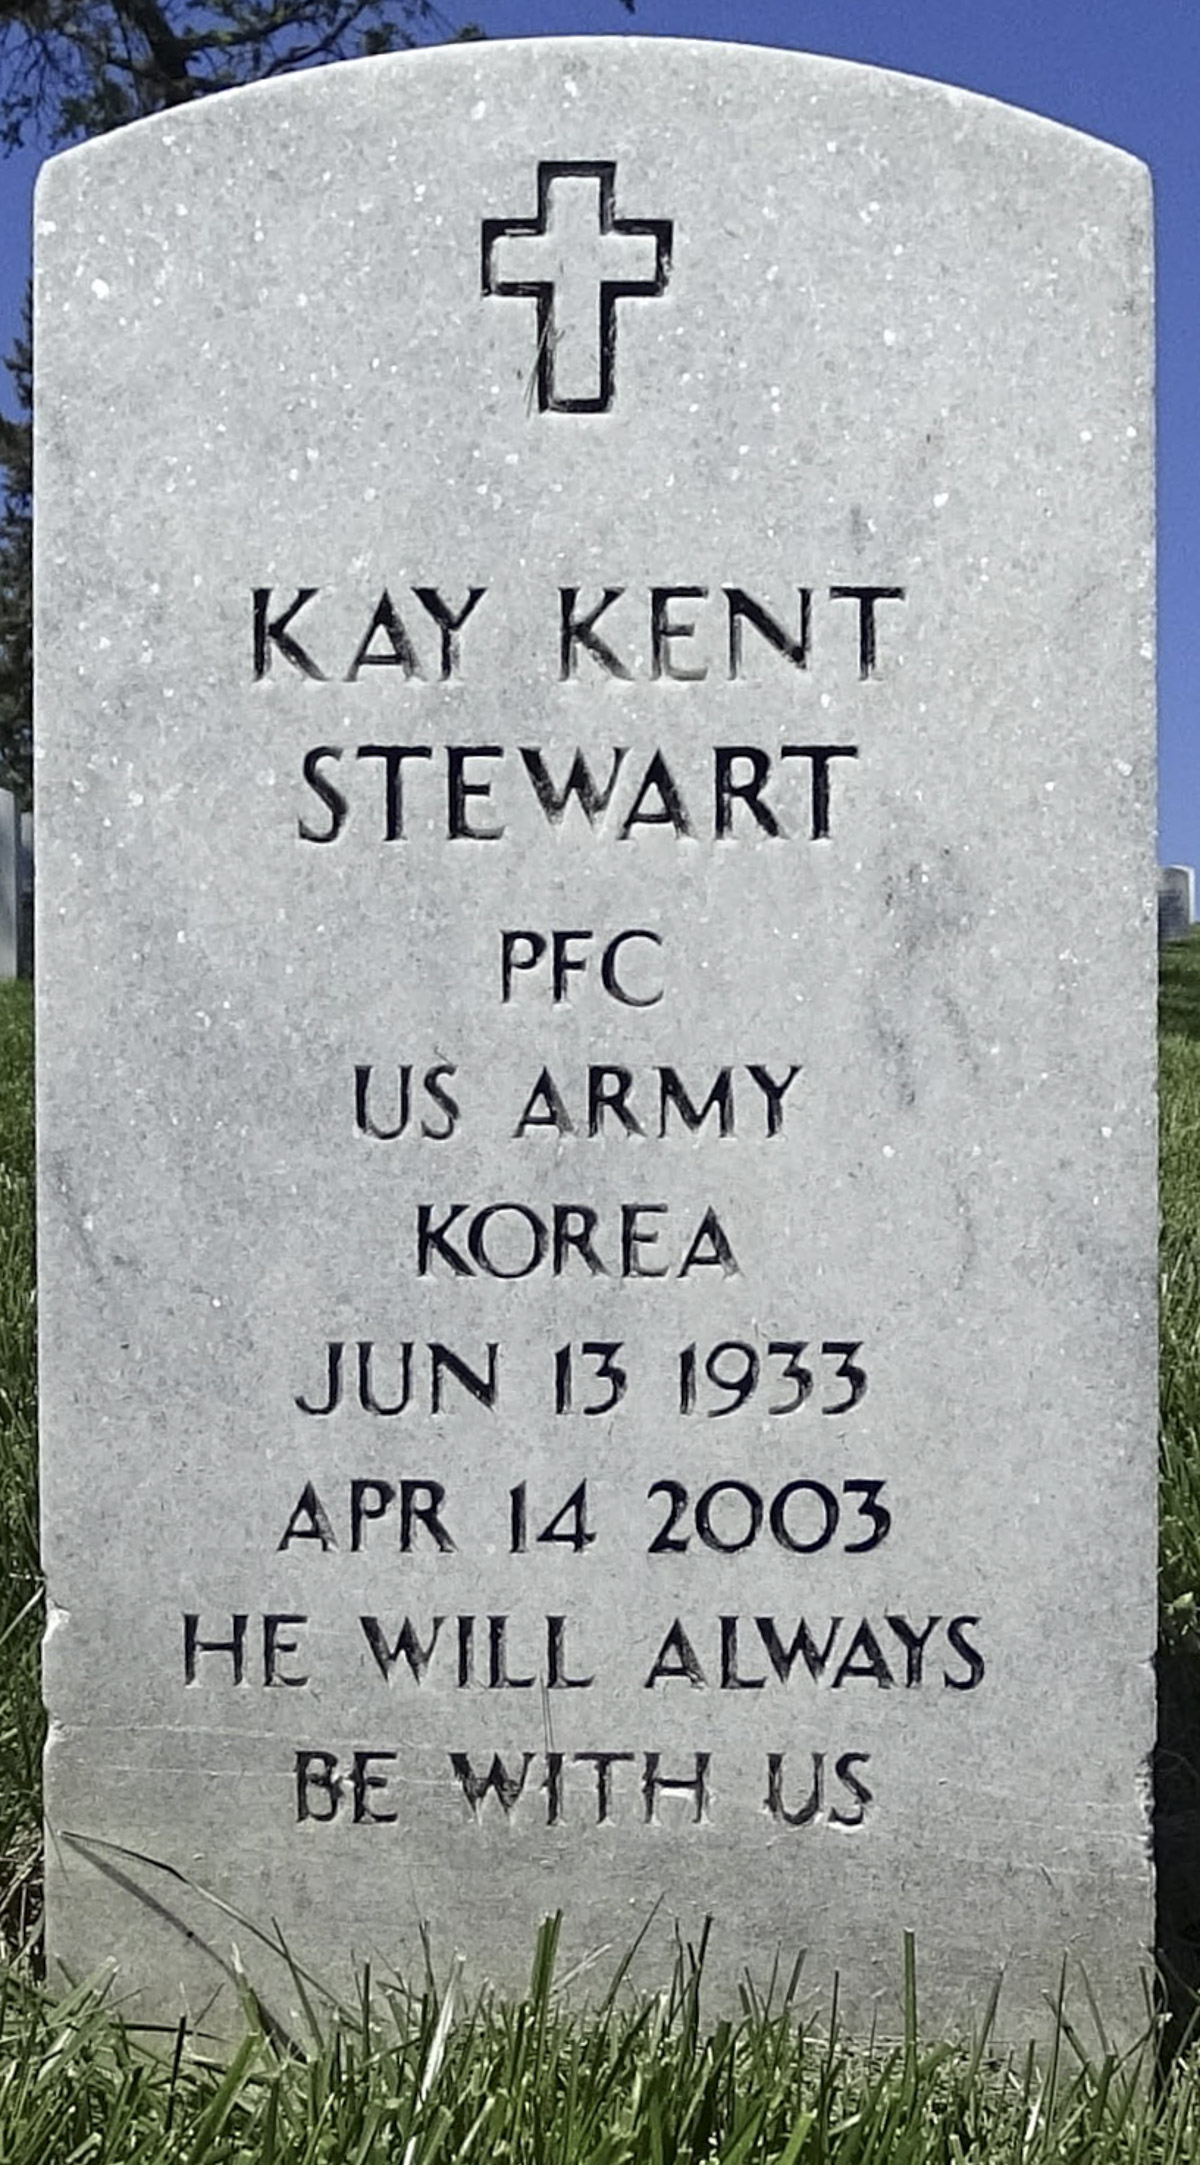 KAY KENT
STEWART
PFC
US ARMY
KOREA
JUN 13 1933
APR 14 2003
HE WILL ALWAYS
BE WITH US